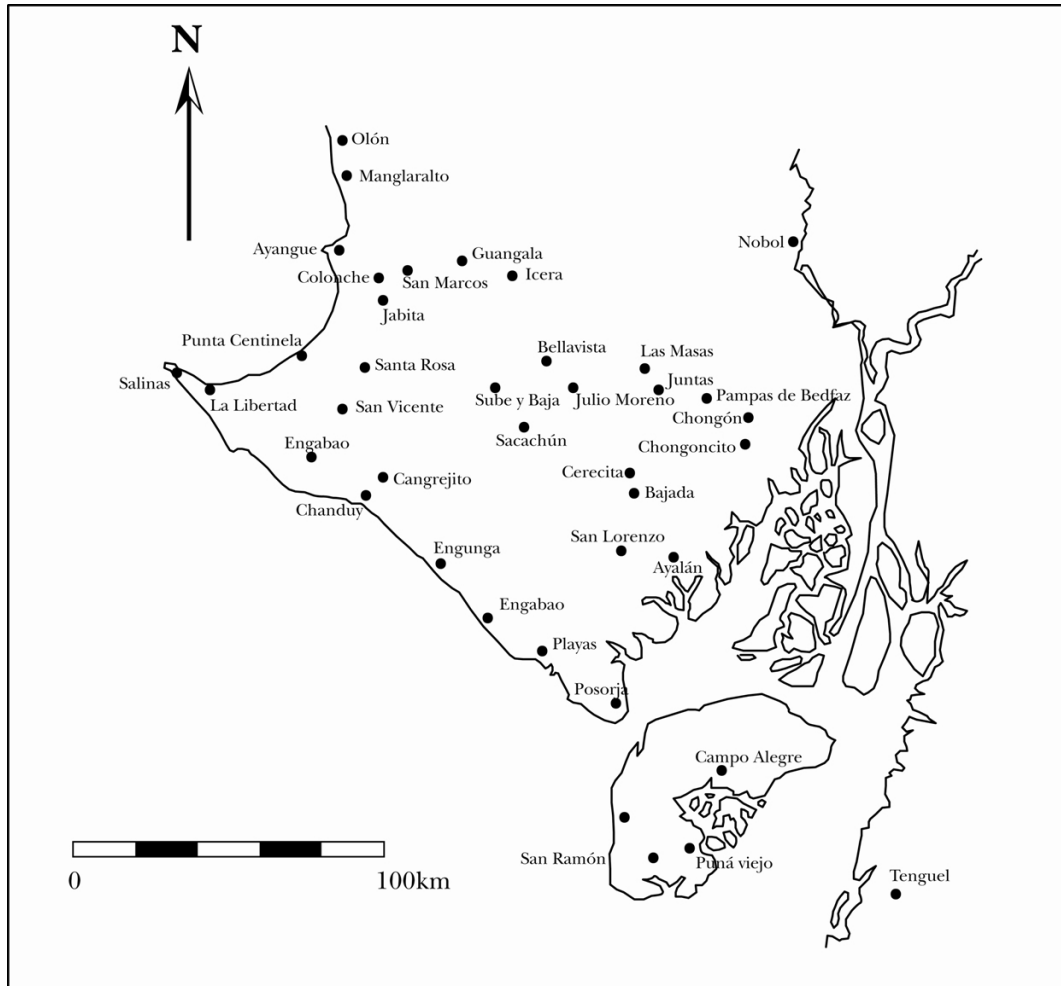 N
Olón
Manglaralto
Nobol
Ayangue
Guangala
Colonche
San Marcos
Icera
Jabita
Punta Centinela
Bellavista
Las Masas
Santa Rosa
Salinas
Juntas
La Libertad
San Vicente
Sube y Baja
Julio Moreno
Pampas de Bedfaz
Chongón
Sacachún
Engabao
Chongoncito
Cangrejito
Cerecita
Bajada
Chanduy
San Lorenzo
Engunga
Ayalán
Engabao
Playas
Posorja
Campo Alegre
San Ramón
Puná viejo
Tenguel
0
100km